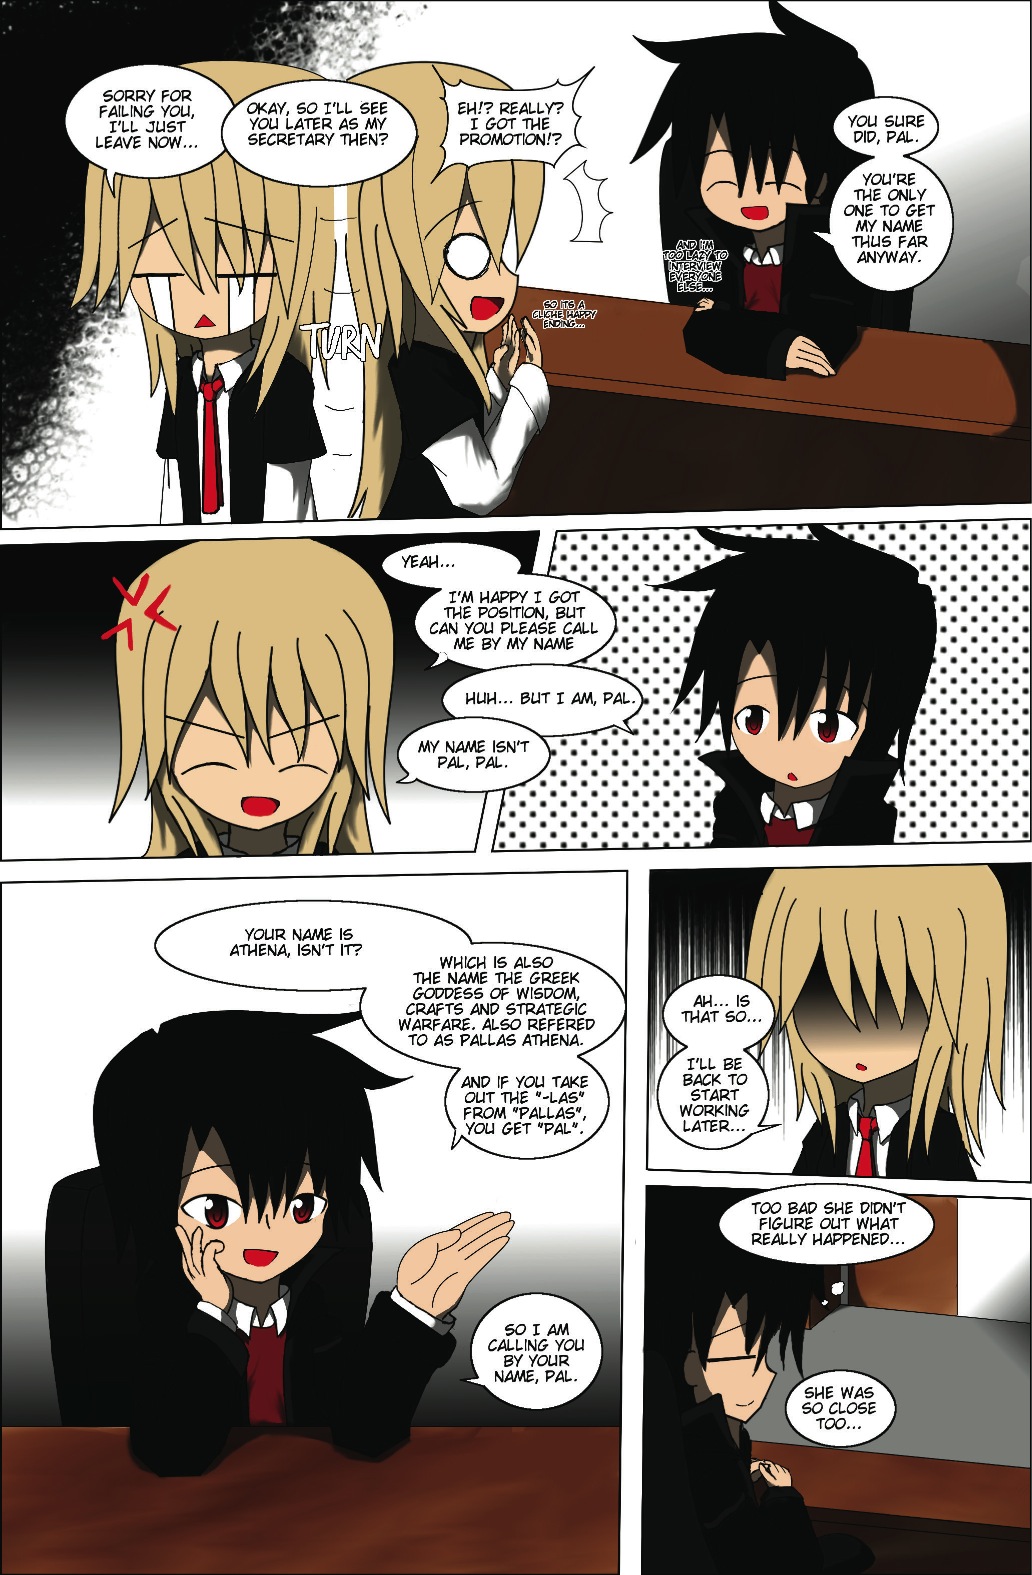 SORRY FOR
FAILING YOU,
I'LL JUST
LEAVE NOW...
OKAY, SO I'LL SEE
YOU LATER AS MY
SECRETARY THEN?
EH!? REALLY?
I GOT THE
PROMOTION!?
YOU SURE
DID, PAL.
YOU'RE
THE ONLY
ONE TO GET
MY NAME
THUS FAR
ANYWAY.
AND I'M
TOO LAZY TO
INTERVIEW
EVERYONE
ELSE...
SO ITS A
CLICHE HAPPY
ENDING...
TURN
YEAH...
I'M HAPPY I GOT
THE POSITION, BUT
CAN YOU PLEASE CALL
ME BY MY NAME
HUH... BUT I AM, PAL.
MY NAME ISN'T
PAL, PAL.
YOUR NAME IS
ATHENA, ISN'T IT?
WHICH IS ALSO
THE NAME THE GREEK
GODDESS OF WISDOM,
CRAFTS AND STRATEGIC
WARFARE. ALSO REFERED
TO AS PALLAS ATHENA.
AND IF YOU TAKE
OUT THE "-LAS"
FROM "PALLAS",
YOU GET "PAL".
SO I AM
CALLING YOU
BY YOUR
NAME, PAL.
AH... IS
THAT SO...
I'LL BE
BACK TO
START
WORKING
LATER...
TOO BAD SHE DIDN'T
FIGURE OUT WHAT
REALLY HAPPENED...
SHE WAS
SO CLOSE
TOO...